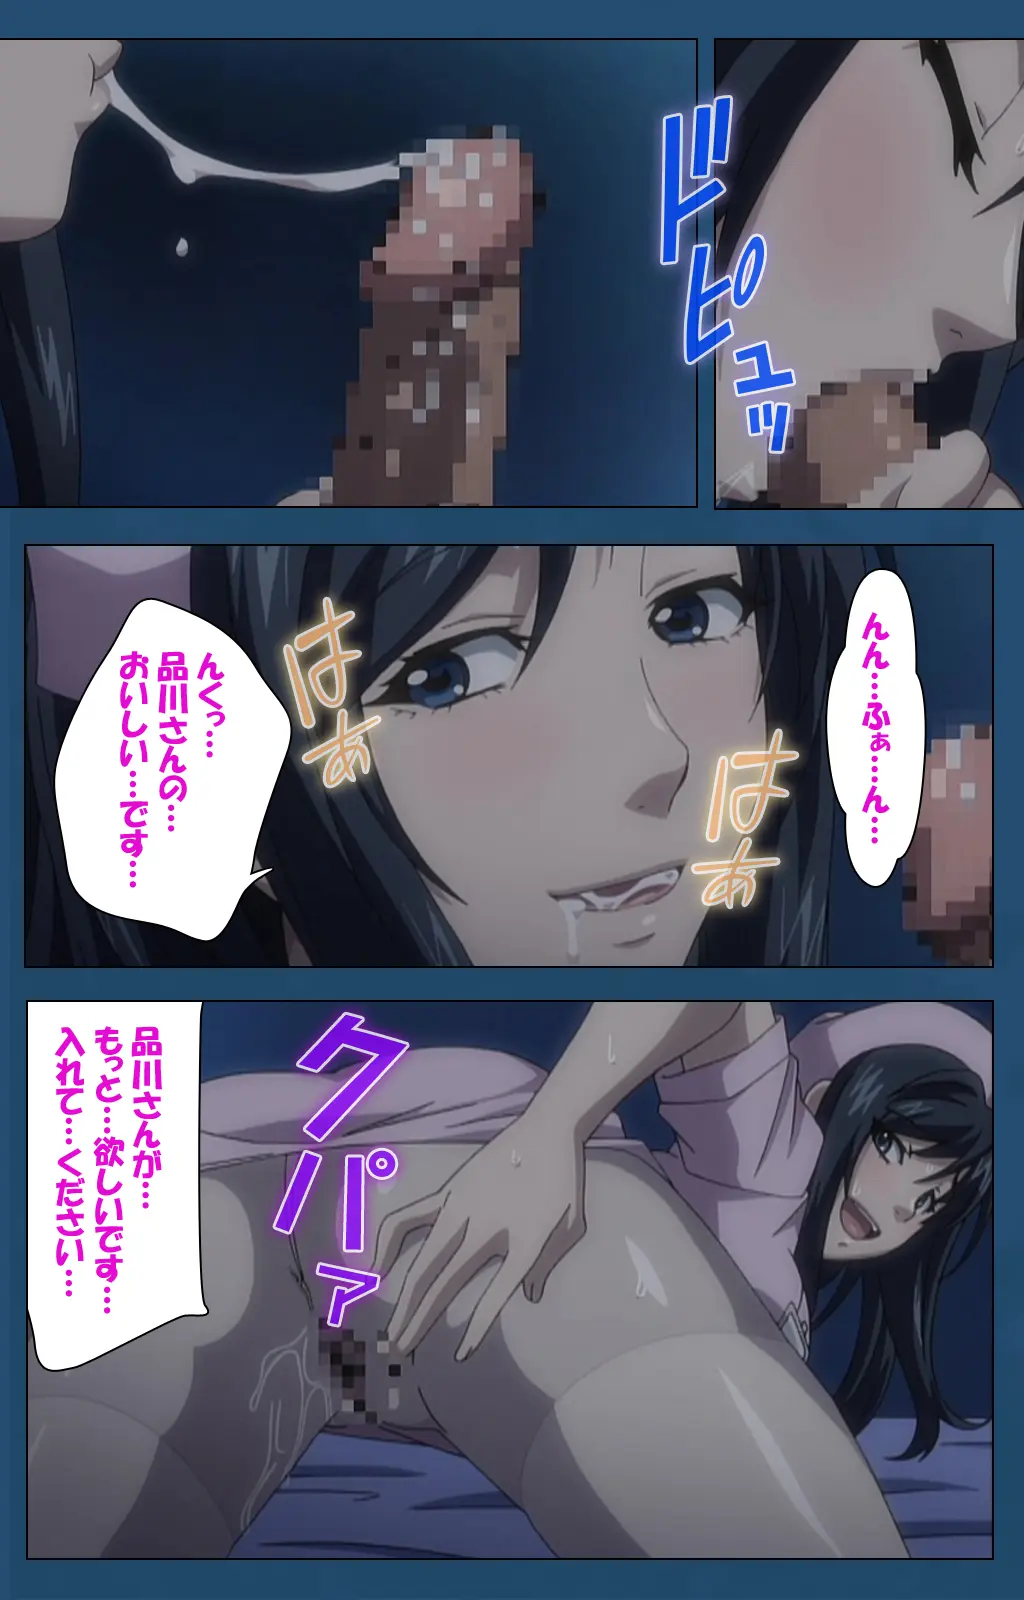 ドドピュッ
んん…ふぁ…ん…
はぁ
はぁ
んくっ…
品川さんの…
おいしい…です…
クパァ
品川さんが…
もっと…欲しいです…
入れて…ください…